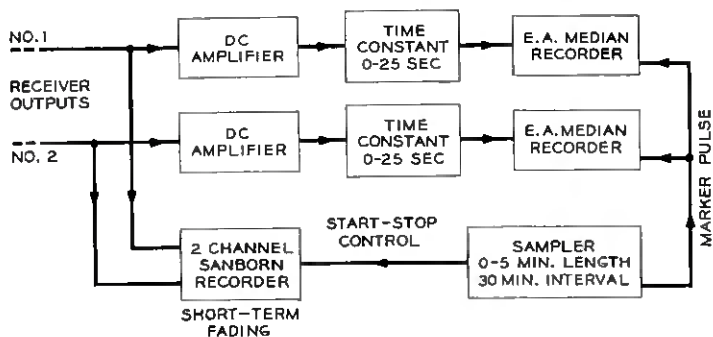 NO.1
RECEIVER
OUTPUTS
NO. 2
DC
AMPLIFIER
TIME
CONSTANT
0-25 SEC
E.A. MEDIAN
RECORDER
DC
AMPLIFIER
TIME
CONSTANT
0-25 SEC
E.A. MEDIAN
RECORDER
MARKER PULSE
2 CHANNEL
SANBORN
RECORDER
SHORT-TERM
FADING
START-STOP
CONTROL
SAMPLER
0-5 MIN. LENGTH
30 MIN. INTERVAL